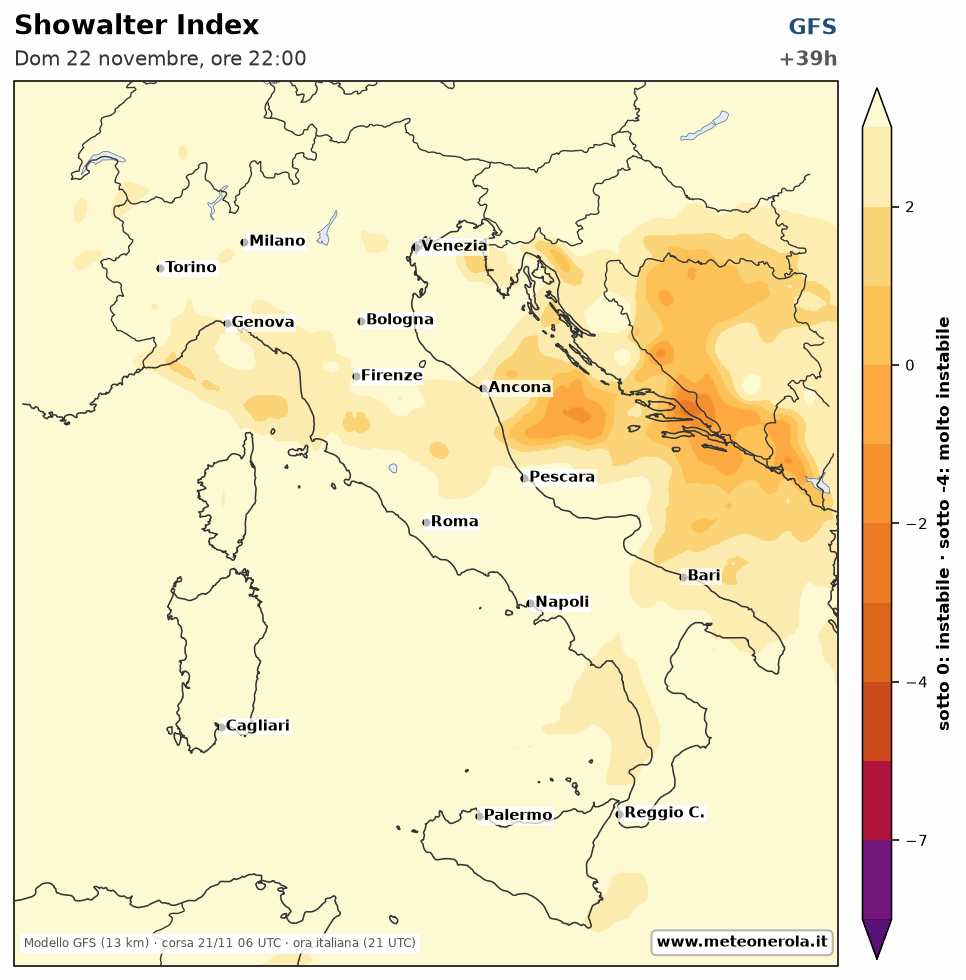 Showalter Index
GFS
Dom 22 novembre, ore 22:00
+39h
Milano
Venezia
Torino
Genova
Bologna
Firenze
Ancona
Pescara
Roma
Bari
Napoli
Cagliari
Palermo
Reggio C.
2
0
−2
−4
−7
sotto 0: instabile · sotto -4: molto instabile
Modello GFS (13 km) · corsa 21/11 06 UTC · ora italiana (21 UTC)
www.meteonerola.it